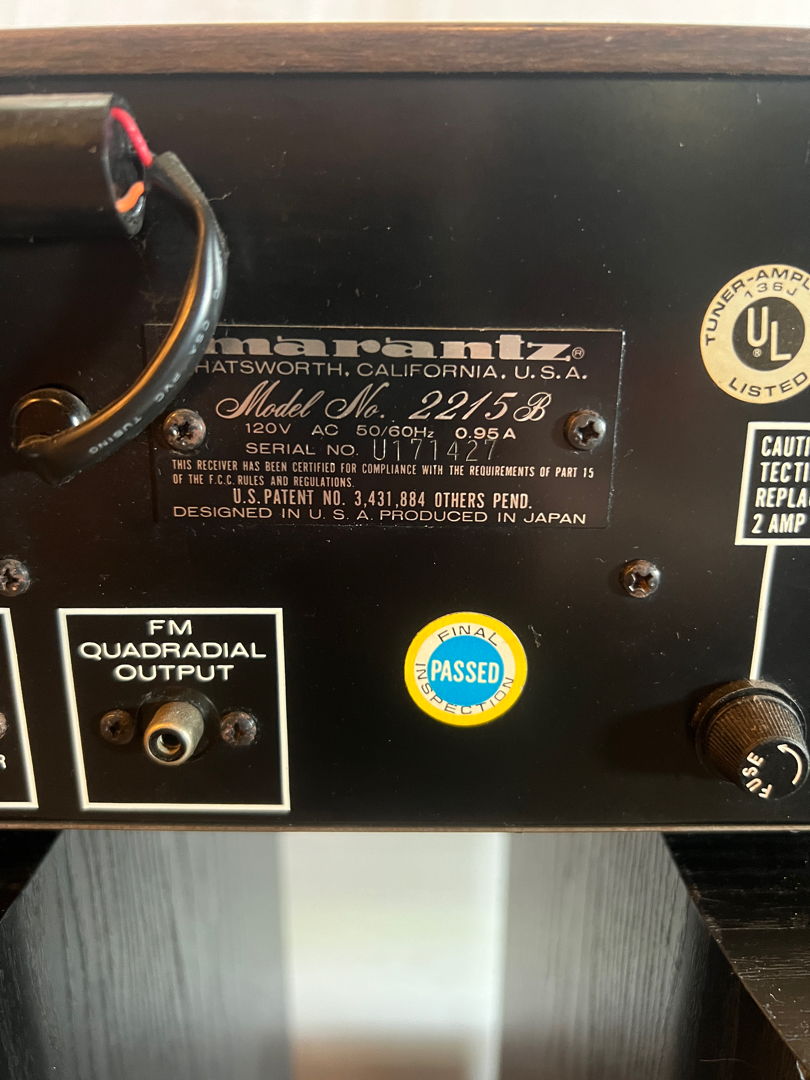 marantz®
HATSWORTH, CALIFORNIA, U.S.A.
Model No. 2215B
120V AC 50/60Hz 0.95A
SERIAL NO. U171427
THIS RECEIVER HAS BEEN CERTIFIED FOR COMPLIANCE WITH THE REQUIREMENTS OF PART 15
OF THE F.C.C. RULES AND REGULATIONS.
U.S. PATENT NO. 3,431,884 OTHERS PEND.
DESIGNED IN U.S.A. PRODUCED IN JAPAN
TUNER-AMPL
136J
UL®
LISTED
CAUTI
TECTI
REPLA
2 AMP
FM
QUADRADIAL
OUTPUT
FINAL
PASSED
INSPECTION
FUSE
R
TUBING